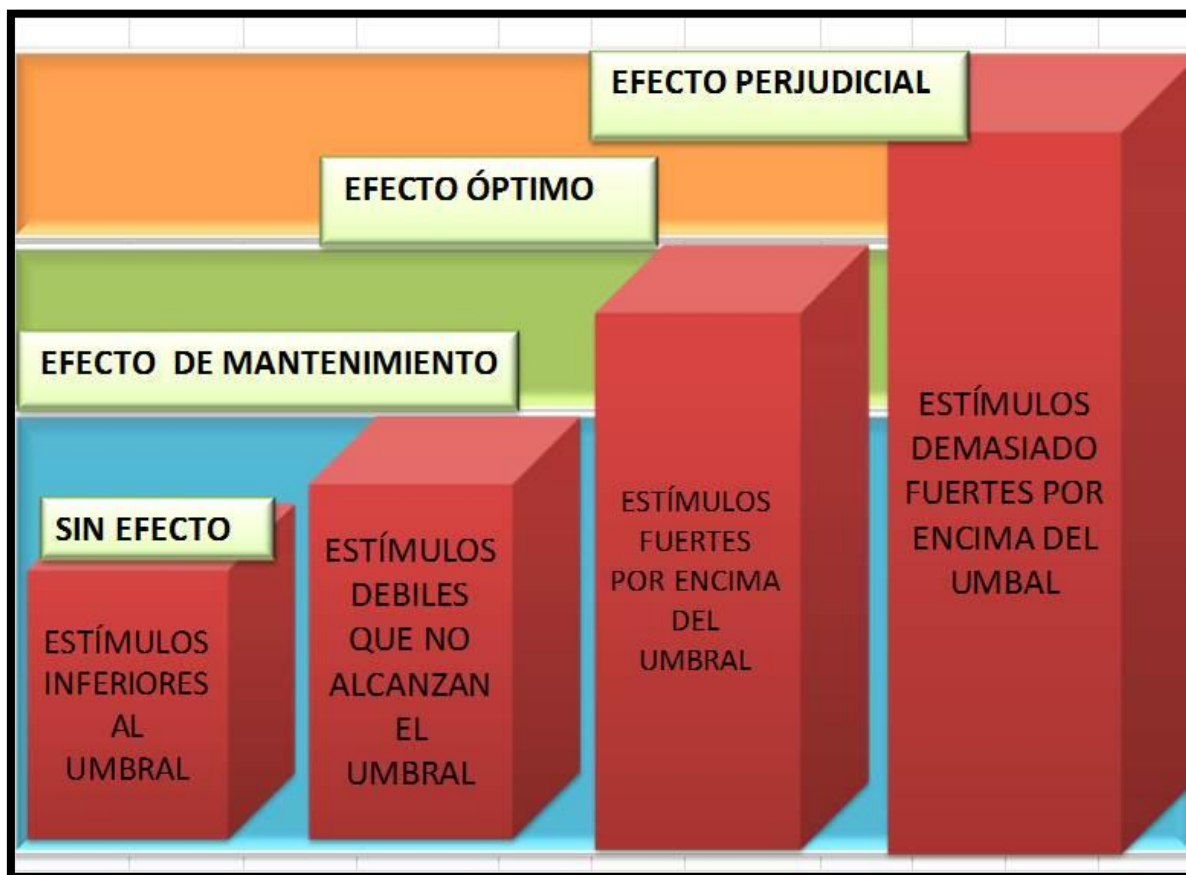 EFECTO PERJUDICIAL
EFECTO ÓPTIMO
EFECTO DE MANTENIMIENTO
SIN EFECTO
ESTÍMULOS
INFERIORES
AL
UMBRAL
ESTÍMULOS
DEBILES
QUE NO
ALCANZAN
EL
UMBRAL
ESTÍMULOS
FUERTES
POR ENCIMA
DEL
UMBRAL
ESTÍMULOS
DEMASIADO
FUERTES POR
ENCIMA DEL
UMBAL